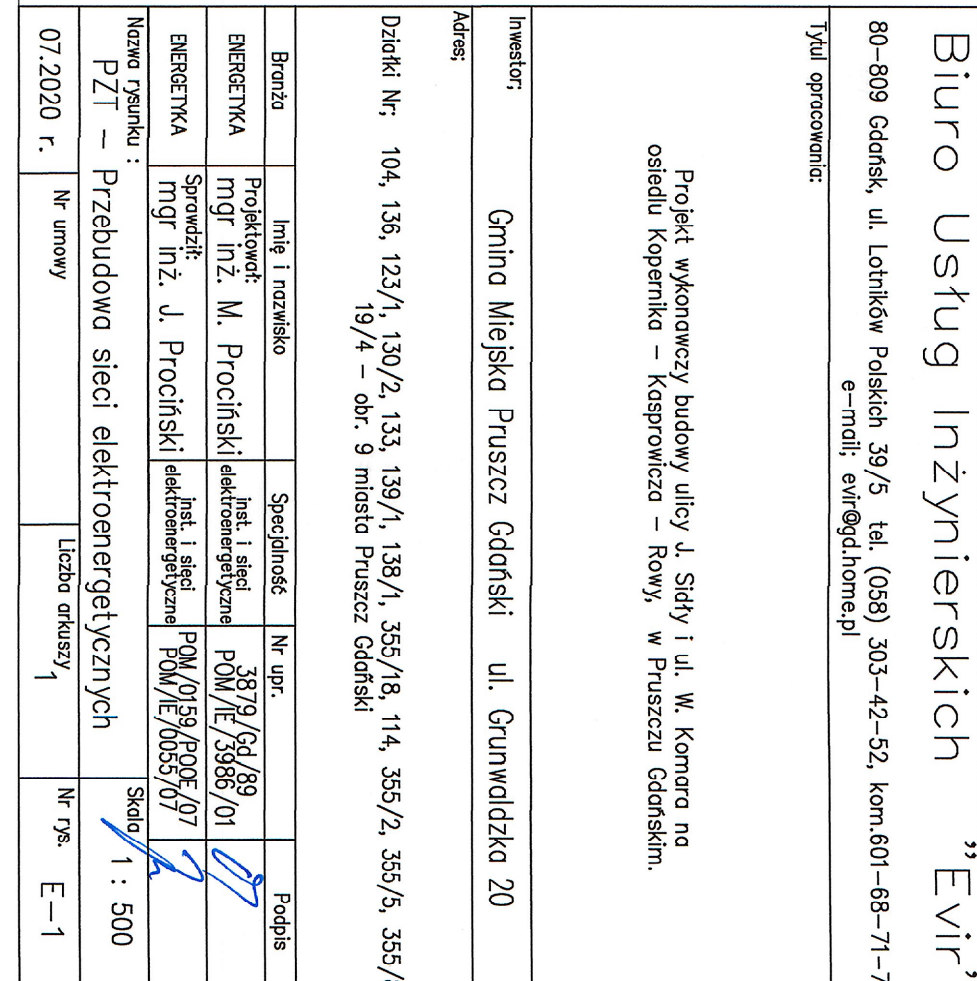 Biuro Usług Inżynierskich "Evir"
80-809 Gdańsk, ul. Lotników Polskich 39/5 tel. (058) 303-42-52, kom.601-68-71-7
e-mail; evir@gd.home.pl
Tytuł opracowania:
Projekt wykonawczy budowy ulicy J. Sidły i ul. W. Komara na
osiedlu Kopernika - Kasprowicza - Rowy, w Pruszczu Gdańskim.
Inwestor; Gmina Miejska Pruszcz Gdański ul. Grunwaldzka 20
Adres;
Działki Nr; 104, 136, 123/1, 130/2, 133, 139/1, 138/1, 355/18, 114, 355/2, 355/5, 355/
19/4 - obr. 9 miasta Pruszcz Gdański
Branża Imię i nazwisko Specjalność Nr upr. Podpis
ENERGETYKA Projektował: mgr inż. M. Prociński inst. i sieci elektroenergetyczne 3879/Gd/89 POM/IE/3986/01
ENERGETYKA Sprawdził: mgr inż. J. Prociński inst. i sieci elektroenergetyczne POM/0159/POOE/07 POM/IE/0055/07
Nazwa rysunku : Skala
PZT - Przebudowa sieci elektroenergetycznych 1 : 500
07.2020 r. Nr umowy Liczba arkuszy 1 Nr rys. E-1